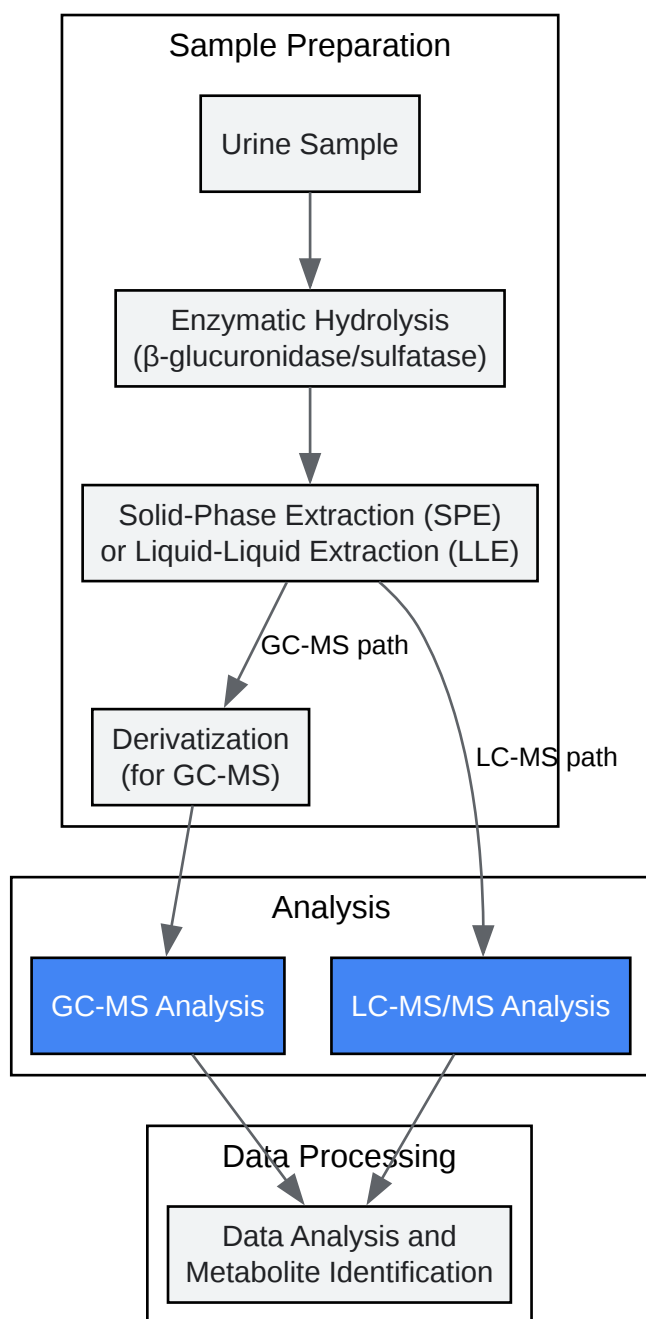 Sample Preparation
Urine Sample
Enzymatic Hydrolysis
(β-glucuronidase/sulfatase)
Solid-Phase Extraction (SPE)
or Liquid-Liquid Extraction (LLE)
GC-MS path
Derivatization
(for GC-MS)
LC-MS path
Analysis
GC-MS Analysis
LC-MS/MS Analysis
Data Processing
Data Analysis and
Metabolite Identification